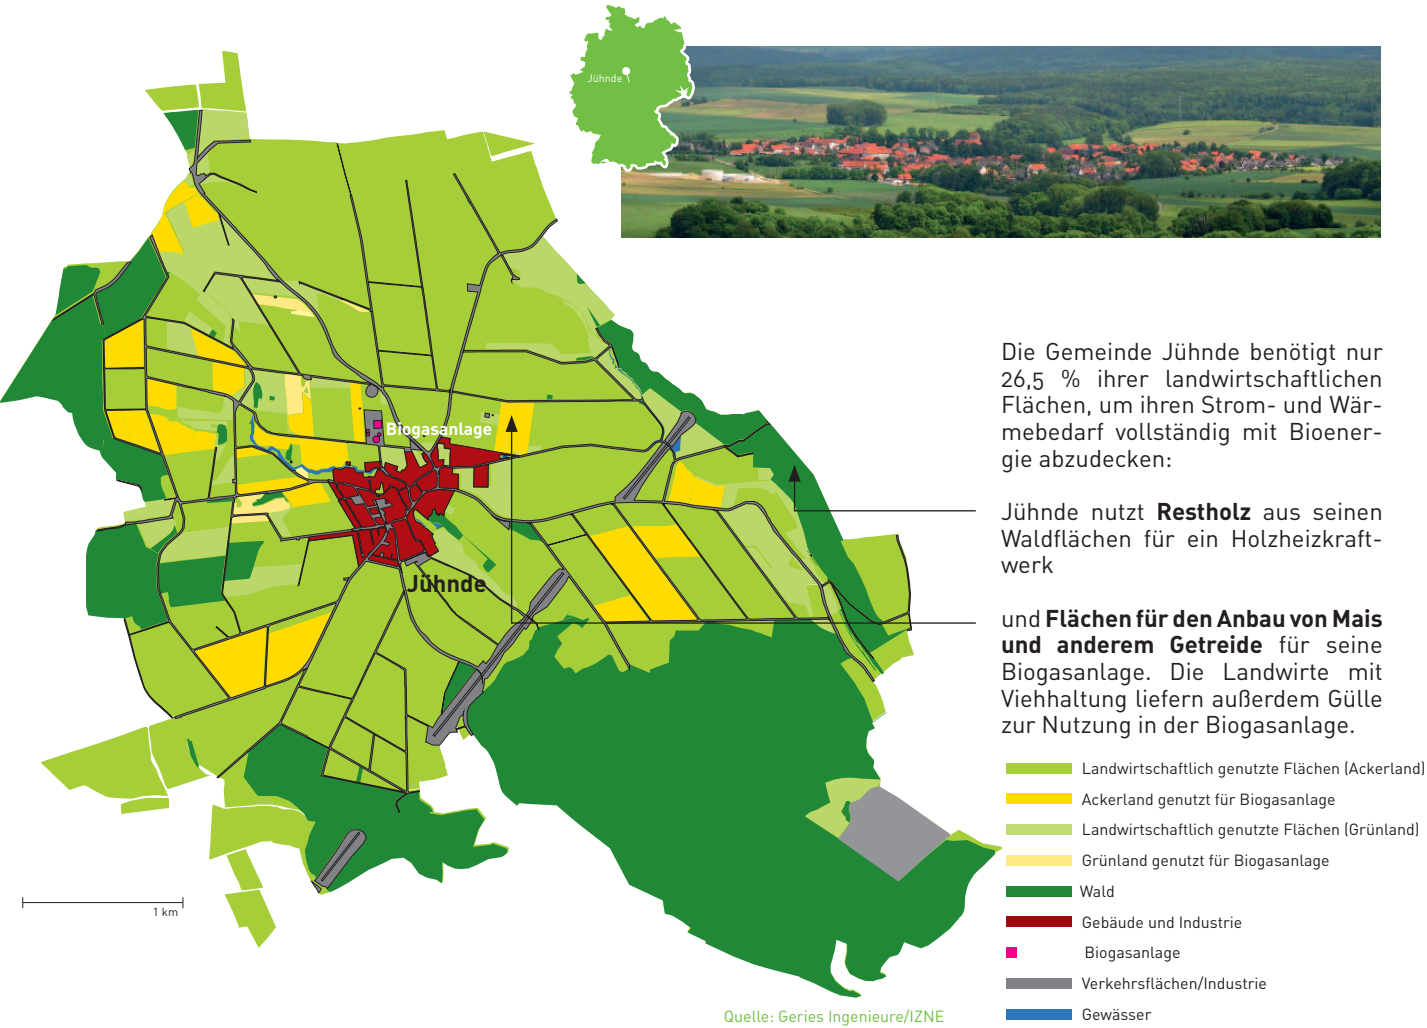 Jühnde
Biogasanlage
Jühnde
1 km
Die Gemeinde Jühnde benötigt nur
26,5 % ihrer landwirtschaftlichen
Flächen, um ihren Strom- und Wär-
mebedarf vollständig mit Bioener-
gie abzudecken:
Jühnde nutzt Restholz aus seinen
Waldflächen für ein Holzheizkraft-
werk
und Flächen für den Anbau von Mais
und anderem Getreide für seine
Biogasanlage. Die Landwirte mit
Viehhaltung liefern außerdem Gülle
zur Nutzung in der Biogasanlage.
Landwirtschaftlich genutzte Flächen (Ackerland)
Ackerland genutzt für Biogasanlage
Landwirtschaftlich genutzte Flächen (Grünland)
Grünland genutzt für Biogasanlage
Wald
Gebäude und Industrie
Biogasanlage
Verkehrsflächen/Industrie
Gewässer
Quelle: Geries Ingenieure/IZNE